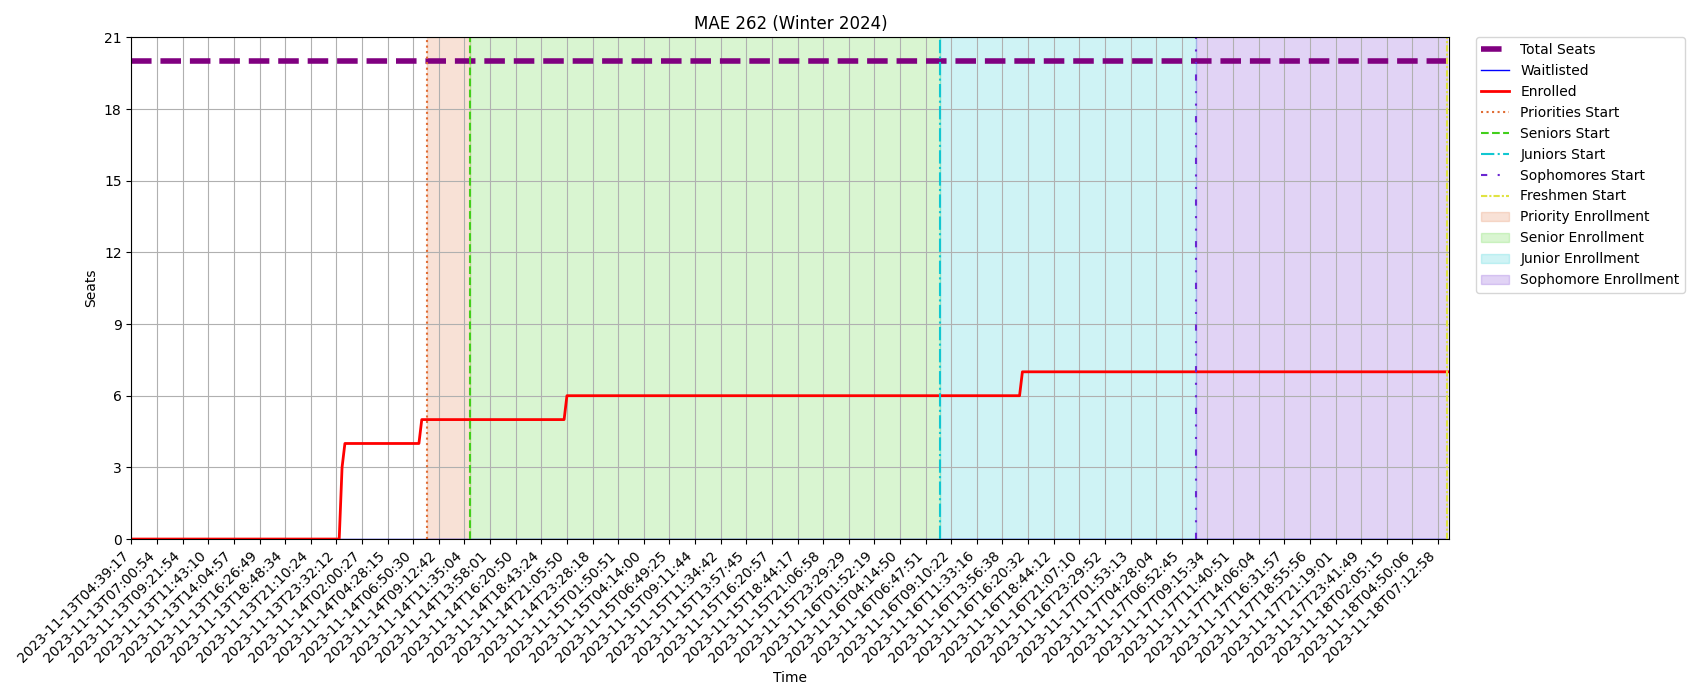 MAE 262 (Winter 2024)
21
18
15
12
9
6
3
0
Seats
2023-11-13T04:39:17
2023-11-13T07:00:54
2023-11-13T09:21:54
2023-11-13T11:43:10
2023-11-13T14:04:57
2023-11-13T16:26:49
2023-11-13T18:48:34
2023-11-13T21:10:24
2023-11-13T23:32:12
2023-11-14T02:00:27
2023-11-14T04:28:15
2023-11-14T06:50:30
2023-11-14T09:12:42
2023-11-14T11:35:04
2023-11-14T13:58:01
2023-11-14T16:20:50
2023-11-14T18:43:24
2023-11-14T21:05:50
2023-11-14T23:28:18
2023-11-15T01:50:51
2023-11-15T04:14:00
2023-11-15T06:49:25
2023-11-15T09:11:44
2023-11-15T11:34:42
2023-11-15T13:57:45
2023-11-15T16:20:57
2023-11-15T18:44:17
2023-11-15T21:06:58
2023-11-15T23:29:29
2023-11-16T01:52:19
2023-11-16T04:14:50
2023-11-16T06:47:51
2023-11-16T09:10:22
2023-11-16T11:33:16
2023-11-16T13:56:38
2023-11-16T16:20:32
2023-11-16T18:44:12
2023-11-16T21:07:10
2023-11-16T23:29:52
2023-11-17T01:53:13
2023-11-17T04:28:04
2023-11-17T06:52:45
2023-11-17T09:15:34
2023-11-17T11:40:51
2023-11-17T14:06:04
2023-11-17T16:31:57
2023-11-17T18:55:56
2023-11-17T21:19:01
2023-11-17T23:41:49
2023-11-18T02:05:15
2023-11-18T04:50:06
2023-11-18T07:12:58
Time
Total Seats
Waitlisted
Enrolled
Priorities Start
Seniors Start
Juniors Start
Sophomores Start
Freshmen Start
Priority Enrollment
Senior Enrollment
Junior Enrollment
Sophomore Enrollment